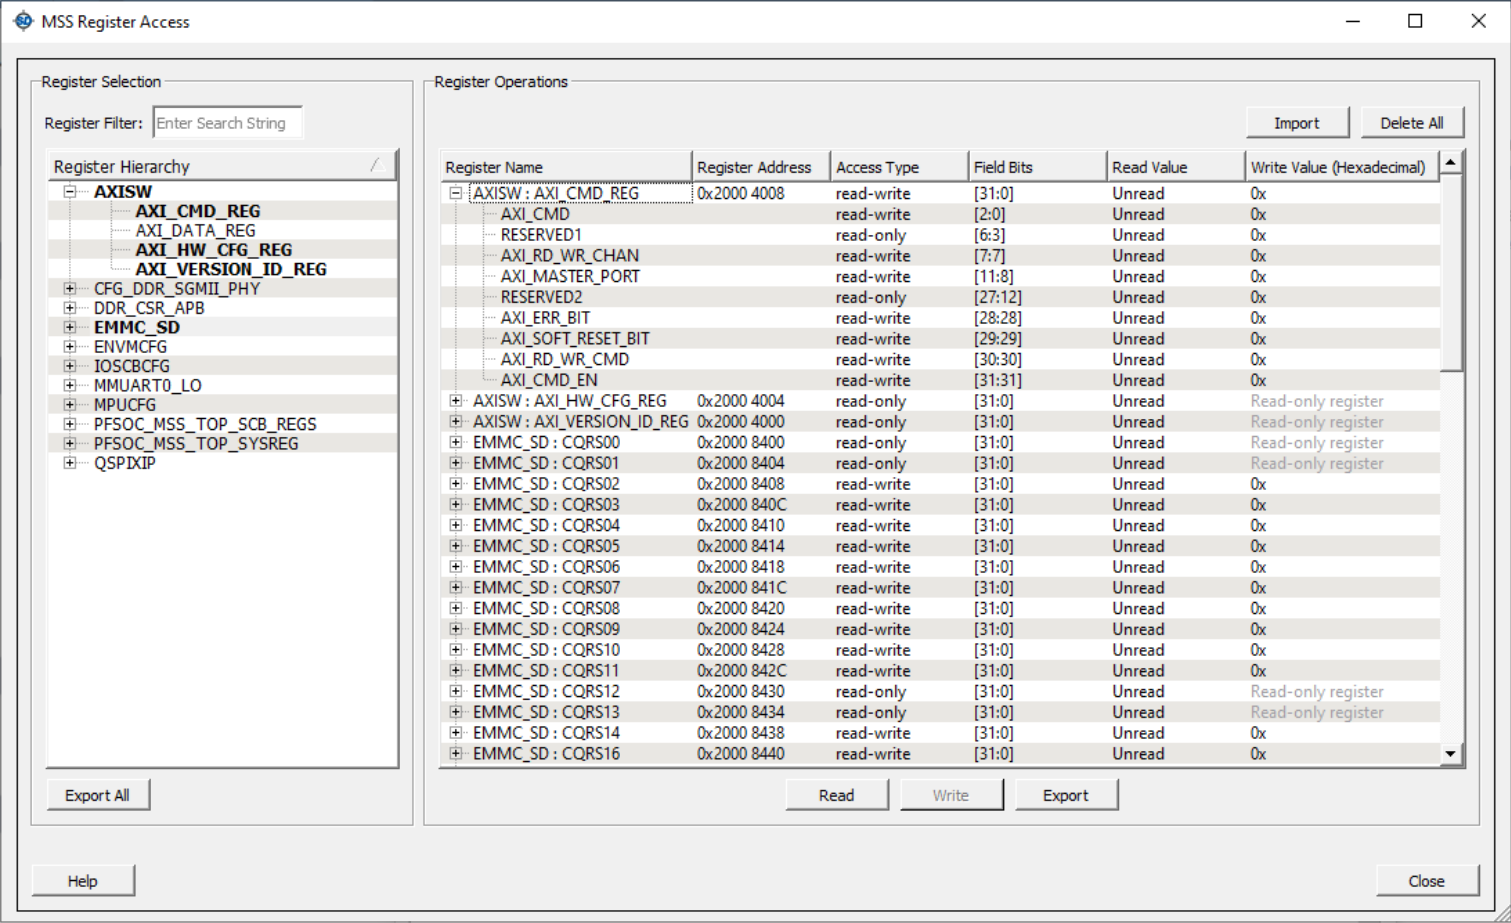 MSS Register Access
Register Selection
Register Filter: Enter Search String
Register Hierarchy
AXISW
AXI_CMD_REG
AXI_DATA_REG
AXI_HW_CFG_REG
AXI_VERSION_ID_REG
CFG_DDR_SGMII_PHY
DDR_CSR_APB
EMMC_SD
ENVMCFG
IOSCBCFG
MMUART0_LO
MPUCFG
PFSOC_MSS_TOP_SCB_REGS
PFSOC_MSS_TOP_SYSREG
QSPIXIP
Export All
Register Operations
Import Delete All
Register Name Register Address Access Type Field Bits Read Value Write Value (Hexadecimal)
AXISW : AXI_CMD_REG 0x2000 4008 read-write [31:0] Unread 0x
AXI_CMD read-write [2:0] Unread 0x
RESERVED1 read-only [6:3] Unread 0x
AXI_RD_WR_CHAN read-write [7:7] Unread 0x
AXI_MASTER_PORT read-write [11:8] Unread 0x
RESERVED2 read-only [27:12] Unread 0x
AXI_ERR_BIT read-write [28:28] Unread 0x
AXI_SOFT_RESET_BIT read-write [29:29] Unread 0x
AXI_RD_WR_CMD read-write [30:30] Unread 0x
AXI_CMD_EN read-write [31:31] Unread 0x
AXISW : AXI_HW_CFG_REG 0x2000 4004 read-only [31:0] Unread Read-only register
AXISW : AXI_VERSION_ID_REG 0x2000 4000 read-only [31:0] Unread Read-only register
EMMC_SD : CQRS00 0x2000 8400 read-only [31:0] Unread Read-only register
EMMC_SD : CQRS01 0x2000 8404 read-only [31:0] Unread Read-only register
EMMC_SD : CQRS02 0x2000 8408 read-write [31:0] Unread 0x
EMMC_SD : CQRS03 0x2000 840C read-write [31:0] Unread 0x
EMMC_SD : CQRS04 0x2000 8410 read-write [31:0] Unread 0x
EMMC_SD : CQRS05 0x2000 8414 read-write [31:0] Unread 0x
EMMC_SD : CQRS06 0x2000 8418 read-write [31:0] Unread 0x
EMMC_SD : CQRS07 0x2000 841C read-write [31:0] Unread 0x
EMMC_SD : CQRS08 0x2000 8420 read-write [31:0] Unread 0x
EMMC_SD : CQRS09 0x2000 8424 read-write [31:0] Unread 0x
EMMC_SD : CQRS10 0x2000 8428 read-write [31:0] Unread 0x
EMMC_SD : CQRS11 0x2000 842C read-write [31:0] Unread 0x
EMMC_SD : CQRS12 0x2000 8430 read-only [31:0] Unread Read-only register
EMMC_SD : CQRS13 0x2000 8434 read-only [31:0] Unread Read-only register
EMMC_SD : CQRS14 0x2000 8438 read-write [31:0] Unread 0x
EMMC_SD : CQRS16 0x2000 8440 read-write [31:0] Unread 0x
Read Write Export
Help Close